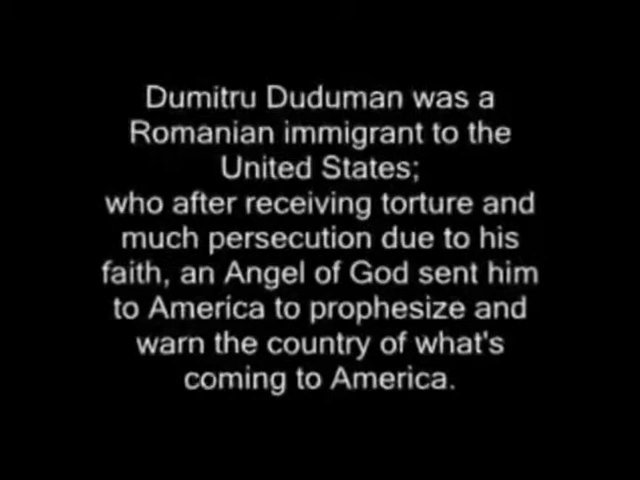 Dumitru Duduman was a
Romanian immigrant to the
United States;
who after receiving torture and
much persecution due to his
faith, an Angel of God sent him
to America to prophesize and
warn the country of what's
coming to America.